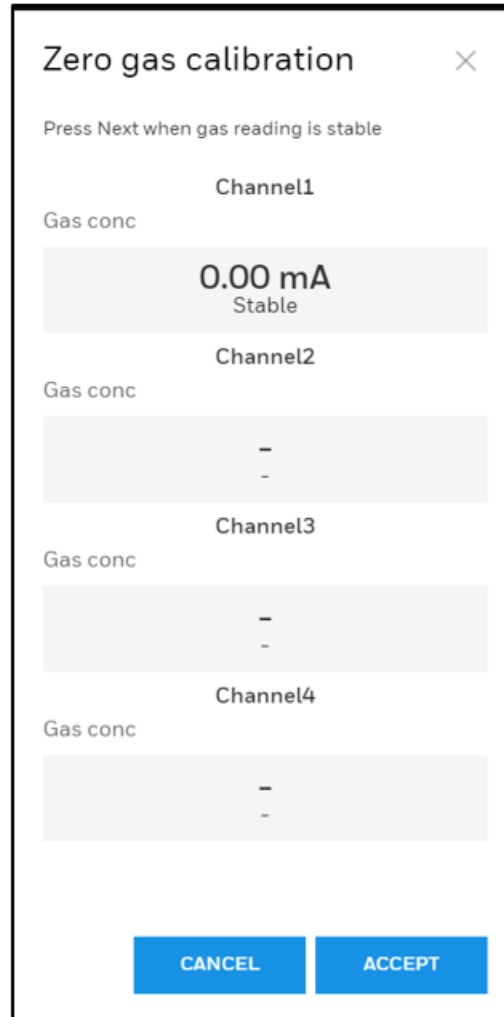 Zero gas calibration
Press Next when gas reading is stable
Channel1
Gas conc
0.00 mA
Stable
Channel2
Gas conc
–
-
Channel3
Gas conc
–
-
Channel4
Gas conc
–
-
CANCEL ACCEPT